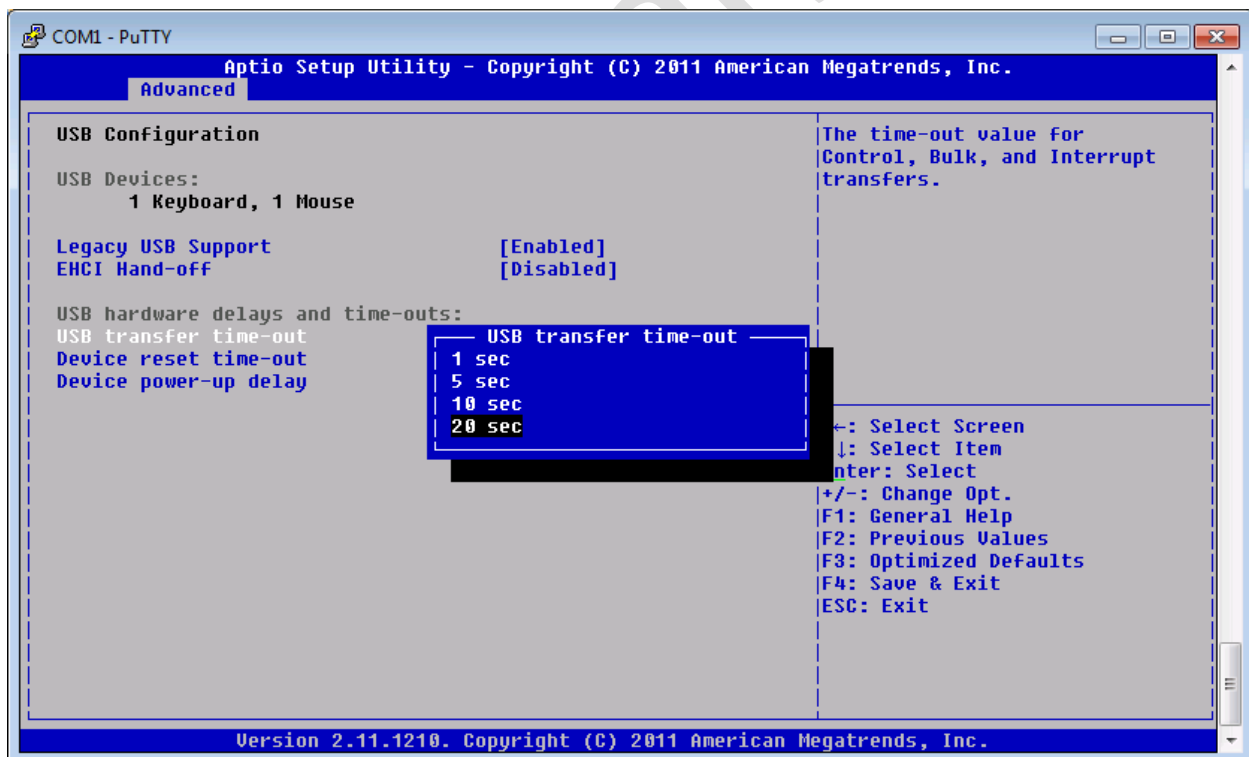 COM1 - PuTTY
Aptio Setup Utility - Copyright (C) 2011 American Megatrends, Inc.
Advanced
USB Configuration
USB Devices:
1 Keyboard, 1 Mouse
Legacy USB Support [Enabled]
EHCI Hand-off [Disabled]
USB hardware delays and time-outs:
USB transfer time-out
Device reset time-out
Device power-up delay
USB transfer time-out
1 sec
5 sec
10 sec
20 sec
The time-out value for
Control, Bulk, and Interrupt
transfers.
←: Select Screen
↓: Select Item
nter: Select
+/-: Change Opt.
F1: General Help
F2: Previous Values
F3: Optimized Defaults
F4: Save & Exit
ESC: Exit
Version 2.11.1210. Copyright (C) 2011 American Megatrends, Inc.